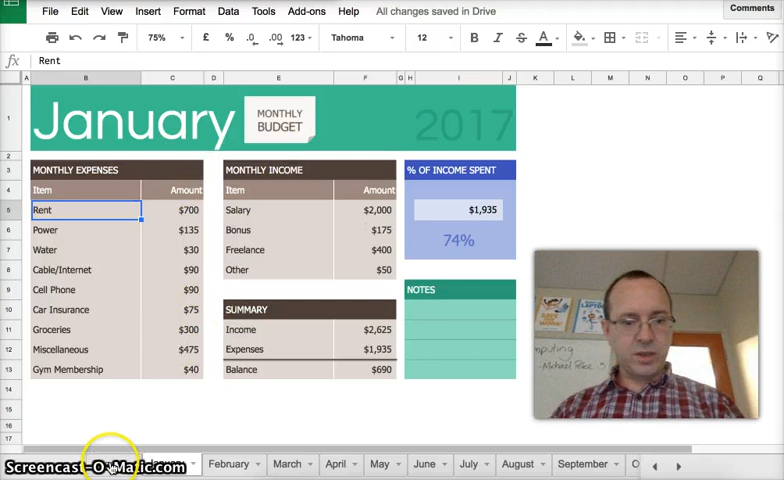 File Edit View Insert Format Data Tools Add-ons Help All changes saved in Drive Comments
75% £ % .0 .00 123 Tahoma 12 B I S A
fx Rent
A B C D E F G H I J K L M N O P Q
1 January MONTHLY BUDGET 2017
2
3 MONTHLY EXPENSES MONTHLY INCOME % OF INCOME SPENT
4 Item Amount Item Amount
5 Rent $700 Salary $2,000 $1,935
6 Power $135 Bonus $175 74%
7 Water $30 Freelance $400
8 Cable/Internet $90 Other $50
9 Cell Phone $90 NOTES
10 Car Insurance $75 SUMMARY
11 Groceries $300 Income $2,625
12 Miscellaneous $475 Expenses $1,935
13 Gym Membership $40 Balance $690
14
15
16
17
Screencast-O-Matic.com February March April May June July August September O